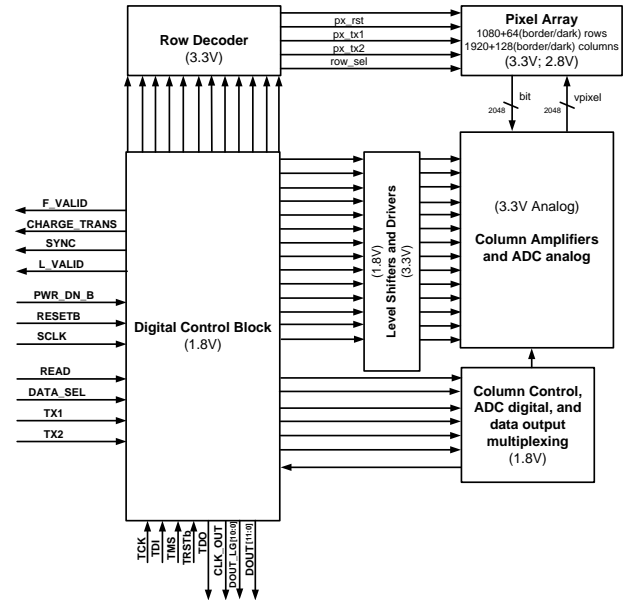 Row Decoder
(3.3V)
px_rst
px_tx1
px_tx2
row_sel
Pixel Array
1080+64(border/dark) rows
1920+128(border/dark) columns
(3.3V; 2.8V)
bit
2048
vpixel
2048
F_VALID
CHARGE_TRANS
SYNC
L_VALID
PWR_DN_B
RESETB
SCLK
READ
DATA_SEL
TX1
TX2
Digital Control Block
(1.8V)
(1.8V)
Level Shifters and Drivers
(3.3V)
(3.3V Analog)
Column Amplifiers
and ADC analog
Column Control,
ADC digital, and
data output
multiplexing
(1.8V)
TCK
TDI
TMS
TRSTb
TDO
CLK_OUT
DOUT_LG[10:0]
DOUT[11:0]